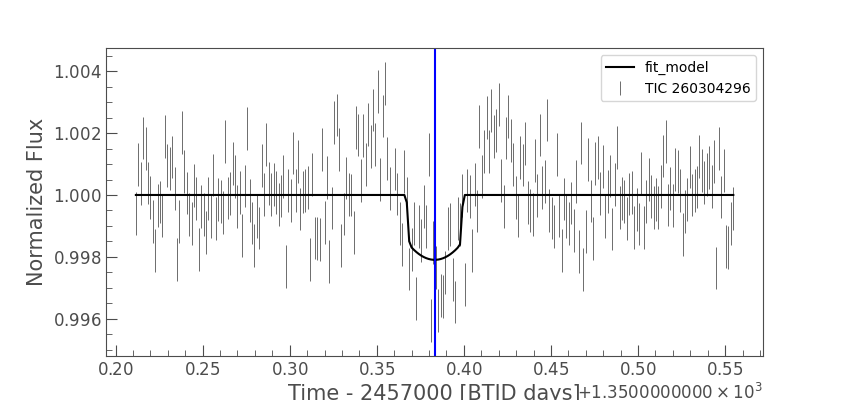 1.004
1.002
1.000
0.998
0.996
Normalized Flux
fit_model
TIC 260304296
0.20 0.25 0.30 0.35 0.40 0.45 0.50 0.55
Time - 2457000 [BTJD days]
+1.3500000000 × 10³